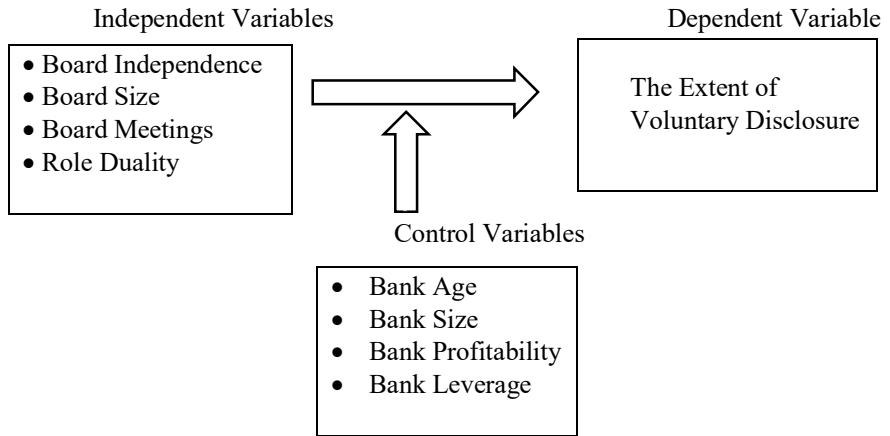 Independent Variables
Dependent Variable
• Board Independence
• Board Size
• Board Meetings
• Role Duality
The Extent of
Voluntary Disclosure
Control Variables
• Bank Age
• Bank Size
• Bank Profitability
• Bank Leverage